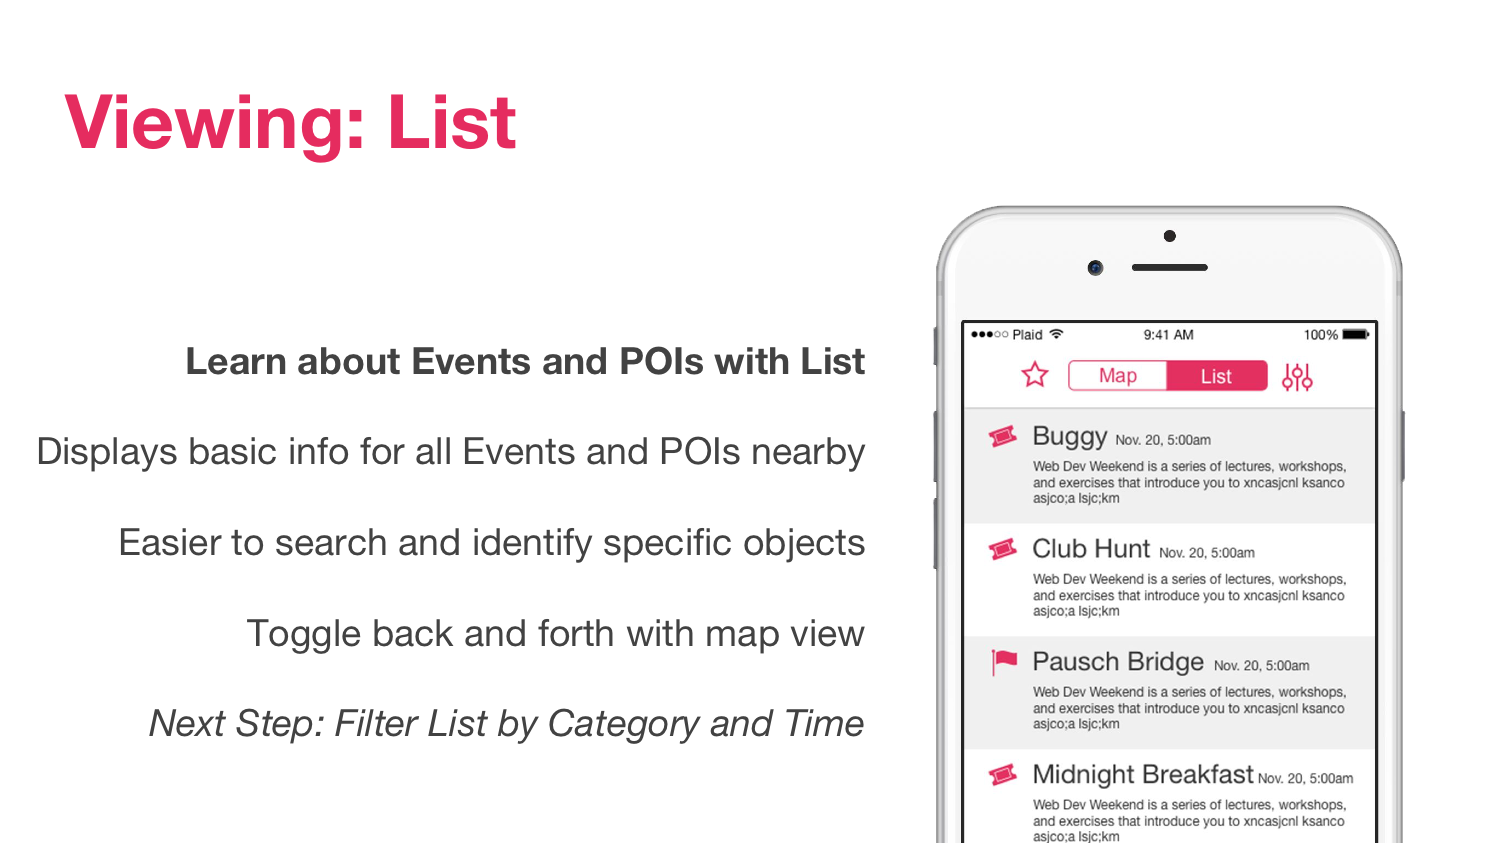 Viewing: List
Learn about Events and POIs with List
Displays basic info for all Events and POIs nearby
Easier to search and identify specific objects
Toggle back and forth with map view
Next Step: Filter List by Category and Time
Plaid 9:41 AM 100%
Map List
Buggy Nov. 20, 5:00am
Web Dev Weekend is a series of lectures, workshops,
and exercises that introduce you to xncasjcnl ksanco
asjco;a lsjc;km
Club Hunt Nov. 20, 5:00am
Web Dev Weekend is a series of lectures, workshops,
and exercises that introduce you to xncasjcnl ksanco
asjco;a lsjc;km
Pausch Bridge Nov. 20, 5:00am
Web Dev Weekend is a series of lectures, workshops,
and exercises that introduce you to xncasjcnl ksanco
asjco;a lsjc;km
Midnight Breakfast Nov. 20, 5:00am
Web Dev Weekend is a series of lectures, workshops,
and exercises that introduce you to xncasjcnl ksanco
asjco;a lsjc;km